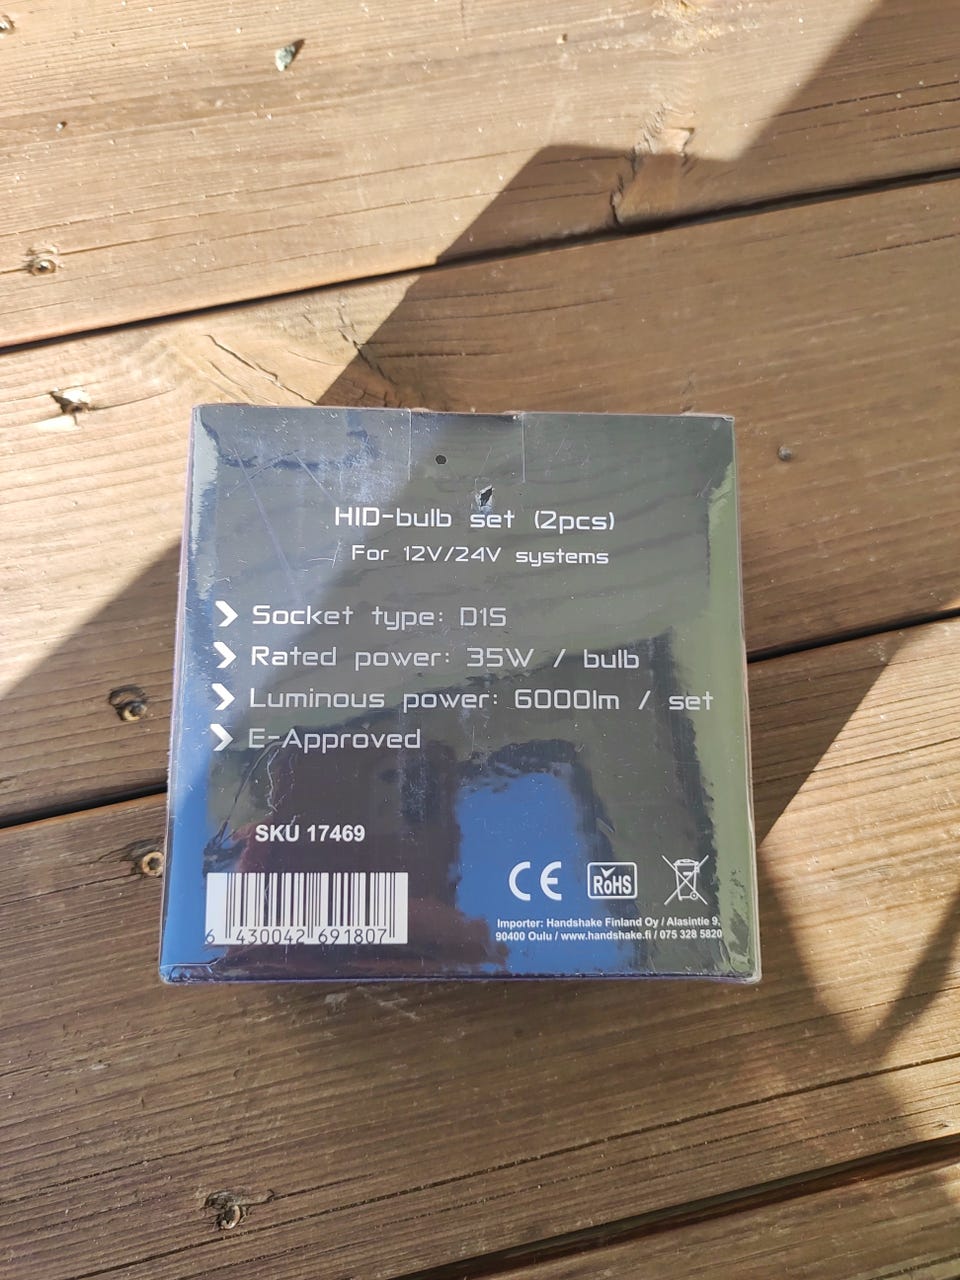 HID-bulb set (2pcs)
For 12V/24V systems
Socket type: D1S
Rated power: 35W / bulb
Luminous power: 6000lm / set
E-Approved
SKU 17469
6 430042 691807
CE RoHS
Importer: Handshake Finland Oy / Alasintie 9,
90400 Oulu / www.handshake.fi / 075 328 5820